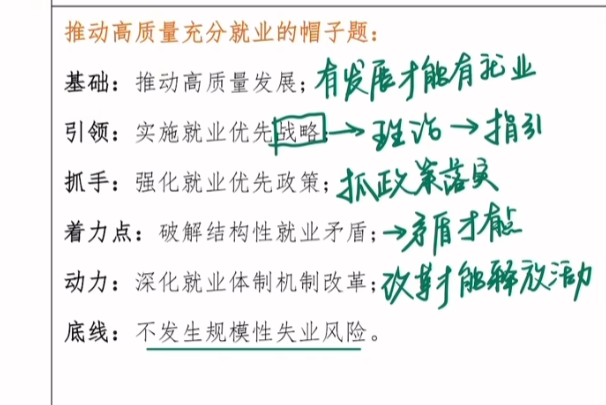 推动高质量充分就业的帽子题：
基础：推动高质量发展；有发展才能有就业
引领：实施就业优先战略；→理论→指引
抓手：强化就业优先政策；抓政策落实
着力点：破解结构性就业矛盾；→矛盾才有点
动力：深化就业体制机制改革；改革才能释放活动
底线：不发生规模性失业风险。